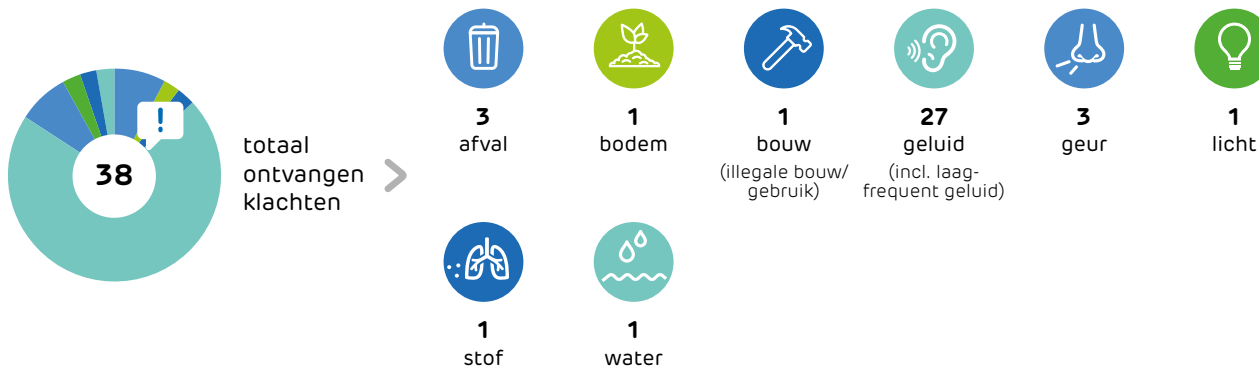 38
totaal
ontvangen
klachten
3
afval
1
bodem
1
bouw
(illegale bouw/
gebruik)
27
geluid
(incl. laag-
frequent geluid)
3
geur
1
licht
1
stof
1
water